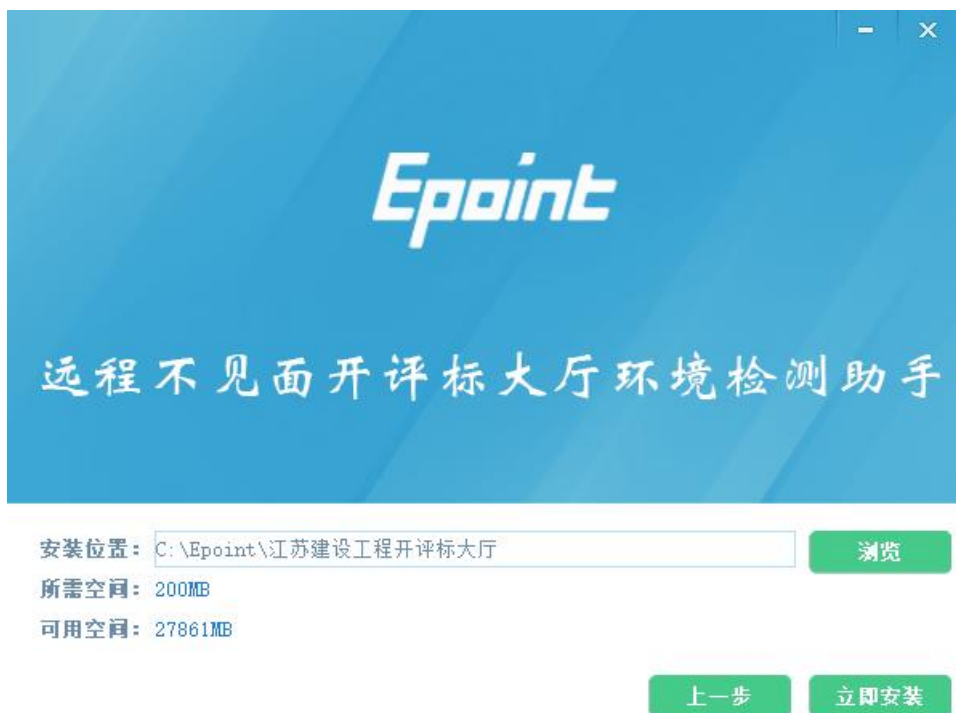 Epoint
远程不见面开评标大厅环境检测助手
安装位置： C:\Epoint\江苏建设工程开评标大厅 浏览
所需空间： 200MB
可用空间： 27861MB
上一步 立即安装